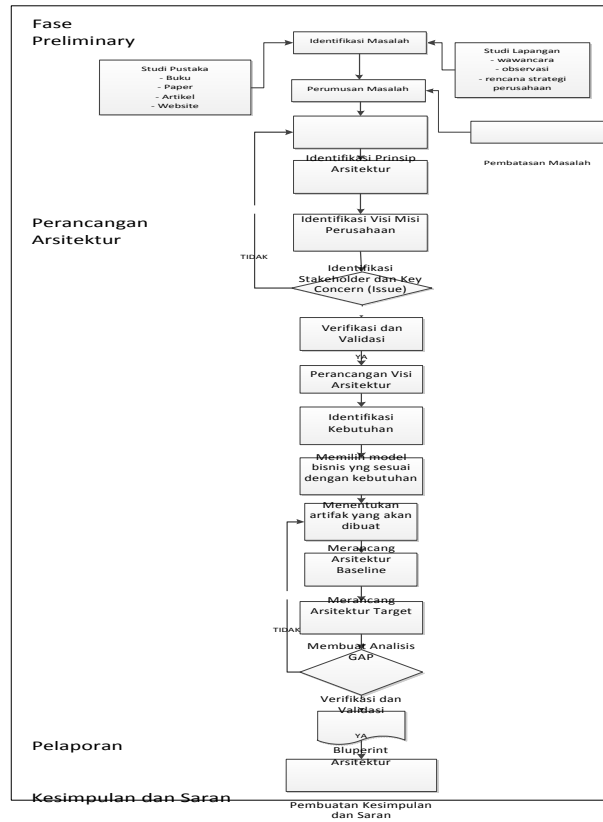 Fase
Preliminary
Identifikasi Masalah
Studi Pustaka
- Buku
- Paper
- Artikel
- Website
Studi Lapangan
- wawancara
- observasi
- rencana strategi
perusahaan
Perumusan Masalah
Pembatasan Masalah
Identifikasi Prinsip
Arsitektur
Perancangan
Arsitektur
Identifikasi Visi Misi
Perusahaan
TIDAK
Identifikasi
Stakeholder dan Key
Concern (Issue)
Verifikasi dan
Validasi
YA
Perancangan Visi
Arsitektur
Identifikasi
Kebutuhan
Memilih model
bisnis yng sesuai
dengan kebutuhan
Menentukan
artifak yang akan
dibuat
Merancang
Arsitektur
Baseline
Merancang
Arsitektur Target
TIDAK
Membuat Analisis
GAP
Verifikasi dan
Validasi
YA
Pelaporan
Bluperint
Arsitektur
Kesimpulan dan Saran
Pembuatan Kesimpulan
dan Saran